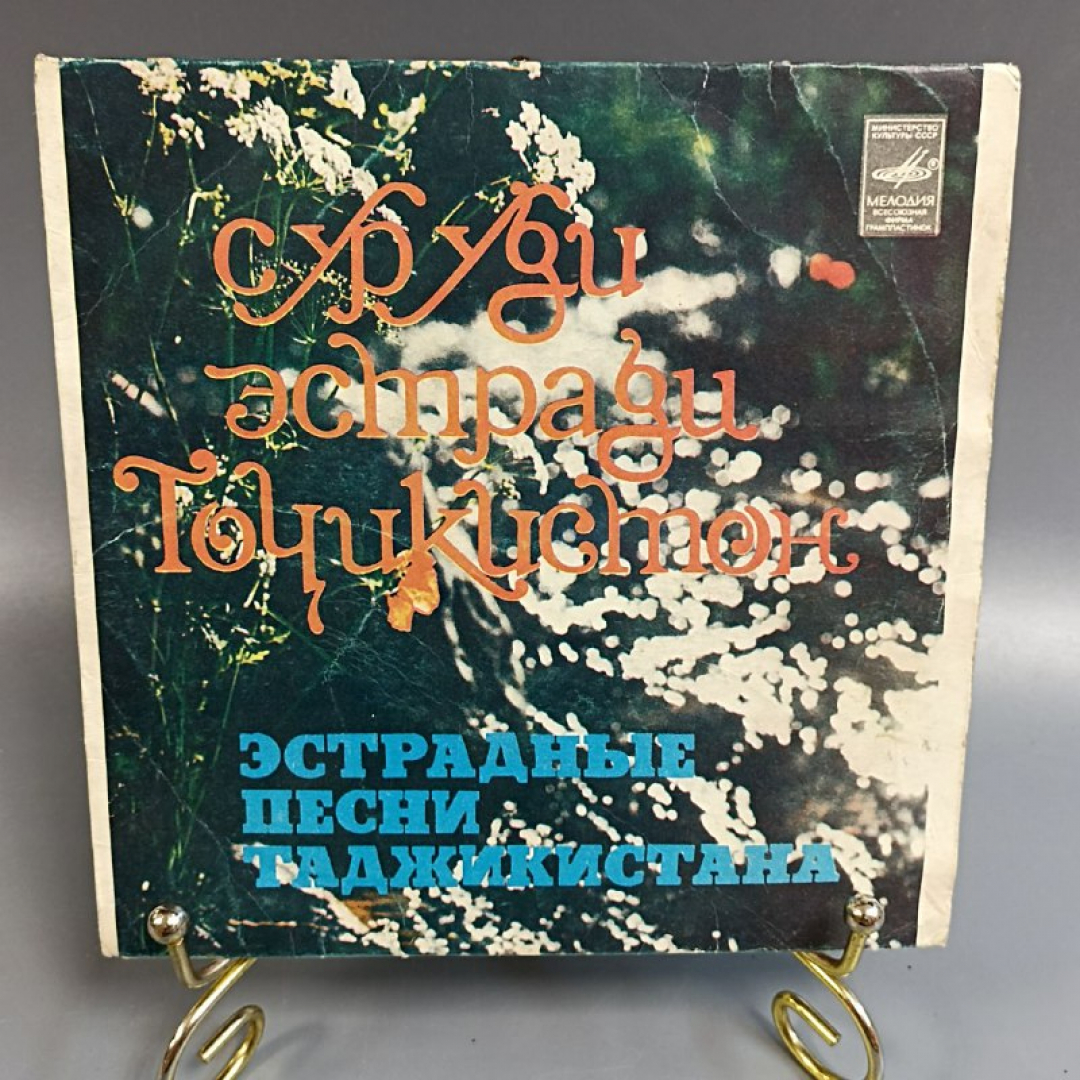 суруди
эстради
Тоҷикистон
ЭСТРАДНЫЕ
ПЕСНИ
ТАДЖИКИСТАНА
МИНИСТЕРСТВО
КУЛЬТУРЫ СССР
®
МЕЛОДИЯ
ВСЕСОЮЗНАЯ
ФИРМА
ГРАМПЛАСТИНОК